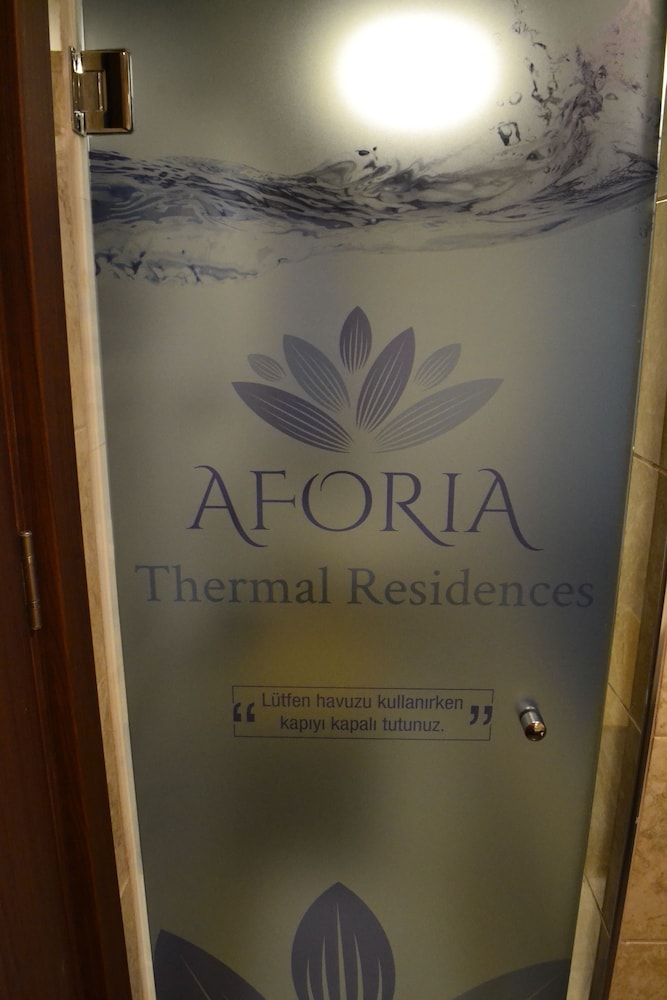 AFORIA
Thermal Residences
“ Lütfen havuzu kullanırken
kapıyı kapalı tutunuz. ”